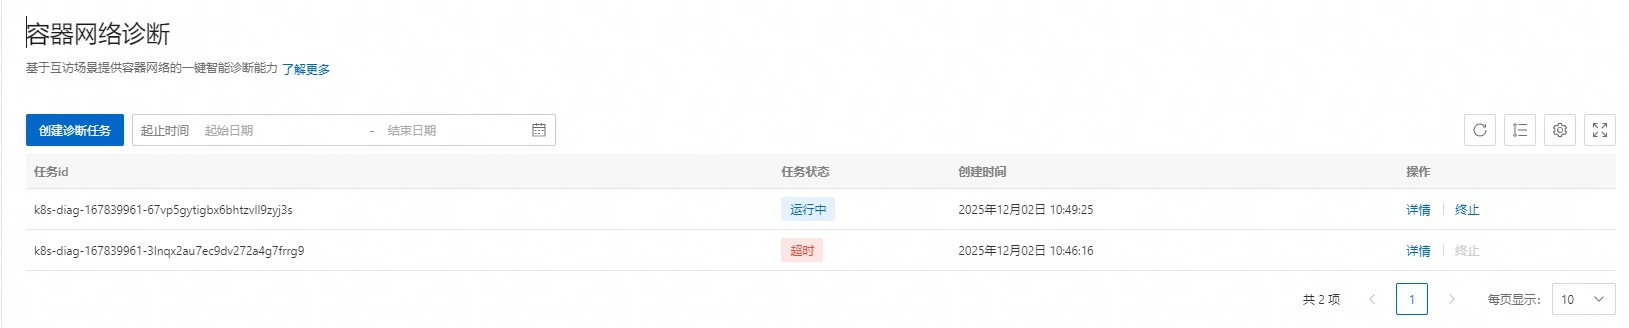 容器网络诊断
基于互访场景提供容器网络的一键智能诊断能力 了解更多
创建诊断任务 起止时间 起始日期 - 结束日期
任务id 任务状态 创建时间 操作
k8s-diag-167839961-67vp5gytigbx6bhtzvll9zyj3s 运行中 2025年12月02日 10:49:25 详情 终止
k8s-diag-167839961-3lnqx2au7ec9dv272a4g7frrg9 超时 2025年12月02日 10:46:16 详情 终止
共 2 项 1 每页显示: 10